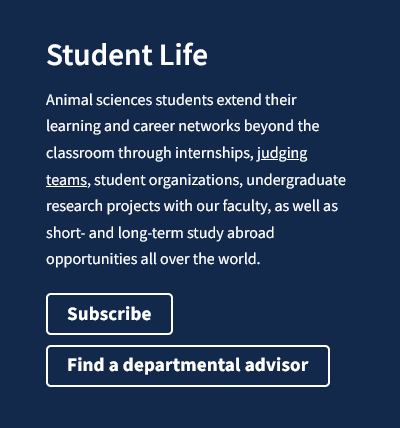 Student Life
Animal sciences students extend their
learning and career networks beyond the
classroom through internships, judging
teams, student organizations, undergraduate
research projects with our faculty, as well as
short- and long-term study abroad
opportunities all over the world.
Subscribe
Find a departmental advisor